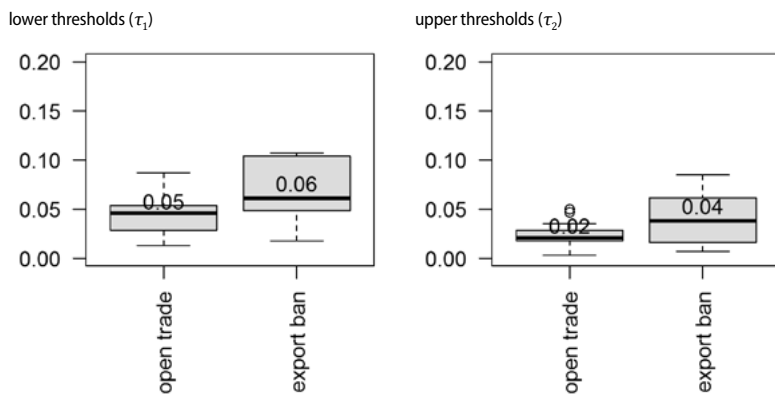 lower thresholds (τ₁)
0.20
0.15
0.10
0.05
0.00
0.05
0.06
open trade
export ban
upper thresholds (τ₂)
0.20
0.15
0.10
0.05
0.00
0.02
0.04
open trade
export ban